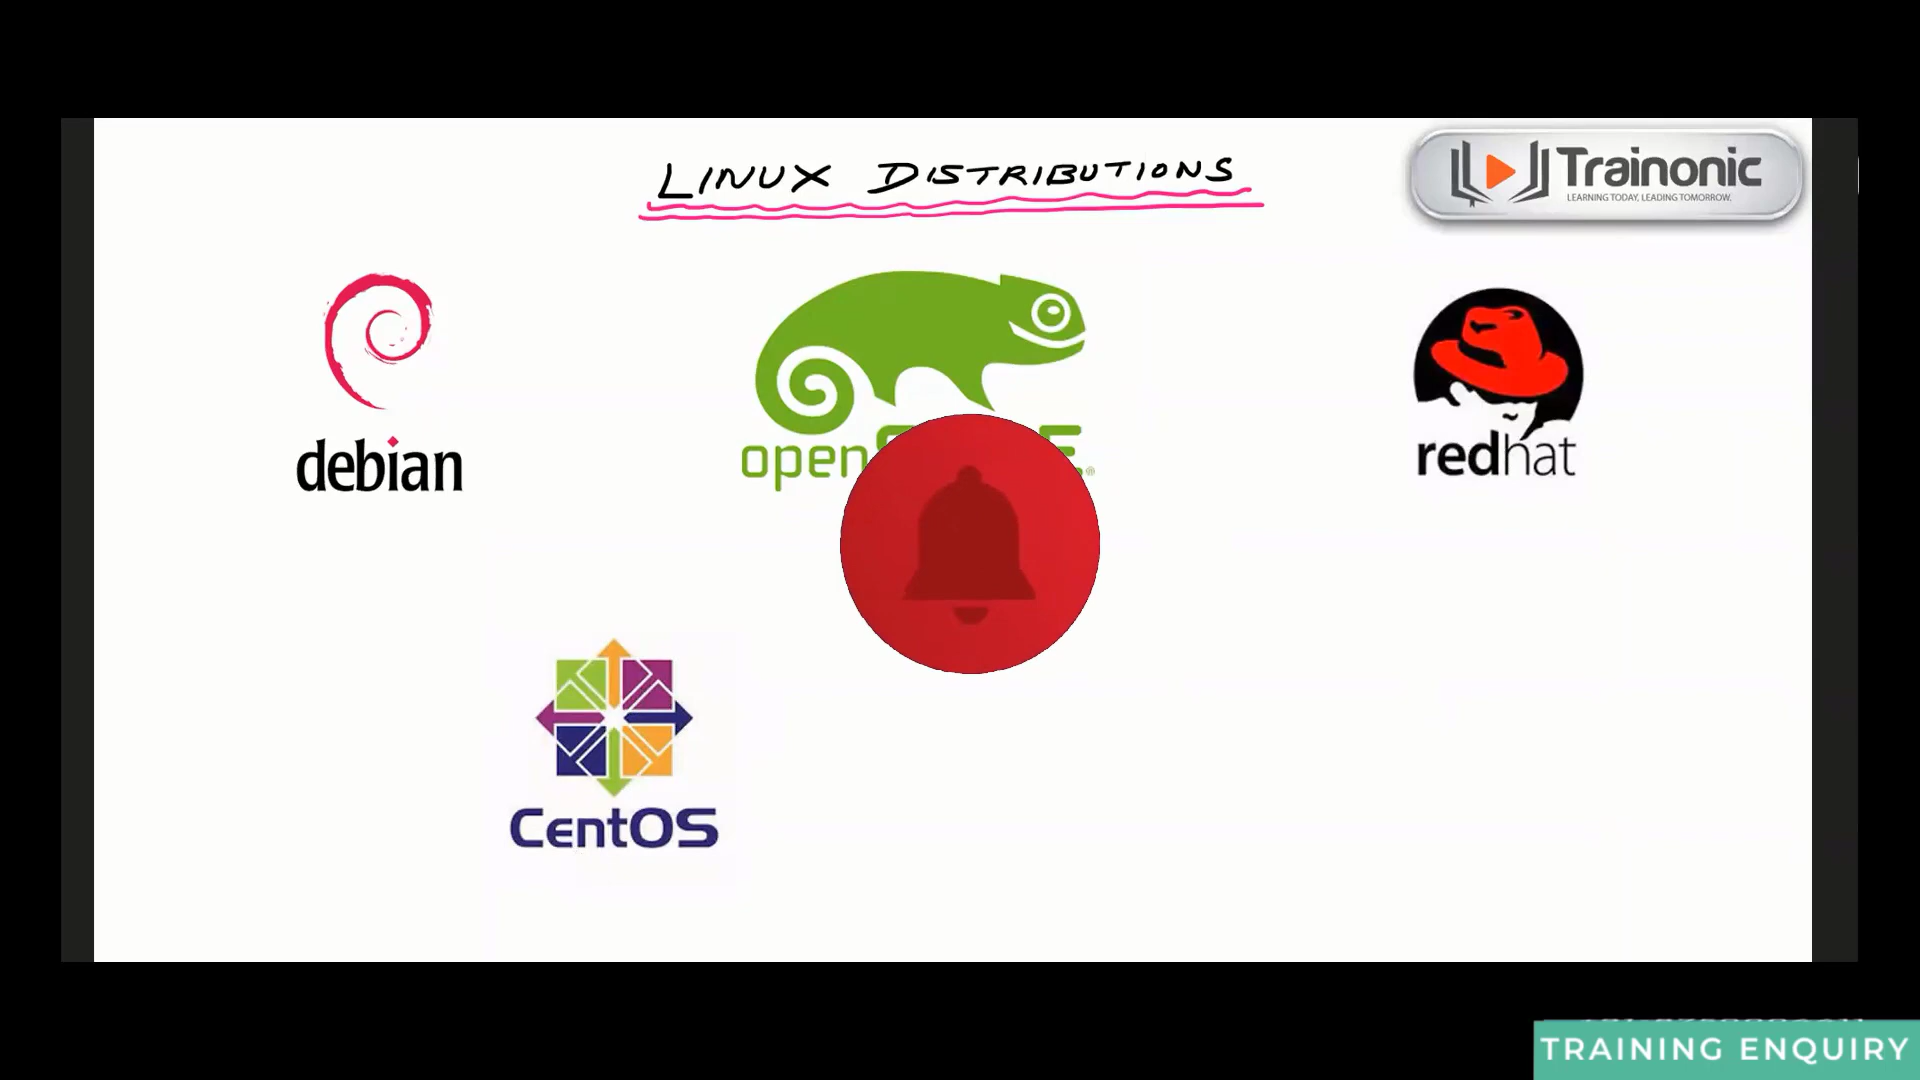 LINUX DISTRIBUTIONS
Trainonic
LEARNING TODAY, LEADING TOMORROW.
debian
open
E®
redhat
CentOS
TRAINING ENQUIRY